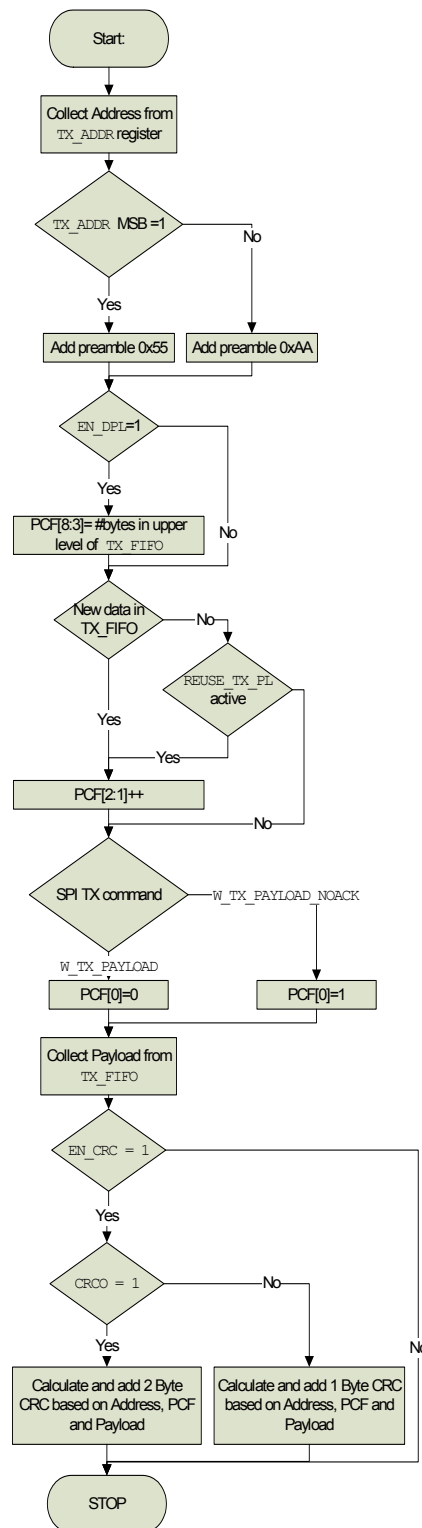 Start:
Collect Address from
TX_ADDR register
TX_ADDR MSB =1
No
Yes
Add preamble 0x55
Add preamble 0xAA
EN_DPL=1
Yes
No
PCF[8:3]= #bytes in upper
level of TX_FIFO
New data in
TX_FIFO
No
REUSE_TX_PL
active
Yes
Yes
PCF[2:1]++
No
SPI TX command
W_TX_PAYLOAD_NOACK
W_TX_PAYLOAD
PCF[0]=0
PCF[0]=1
Collect Payload from
TX_FIFO
EN_CRC = 1
Yes
CRCO = 1
No
Yes
No
Calculate and add 2 Byte
CRC based on Address, PCF
and Payload
Calculate and add 1 Byte CRC
based on Address, PCF and
Payload
STOP